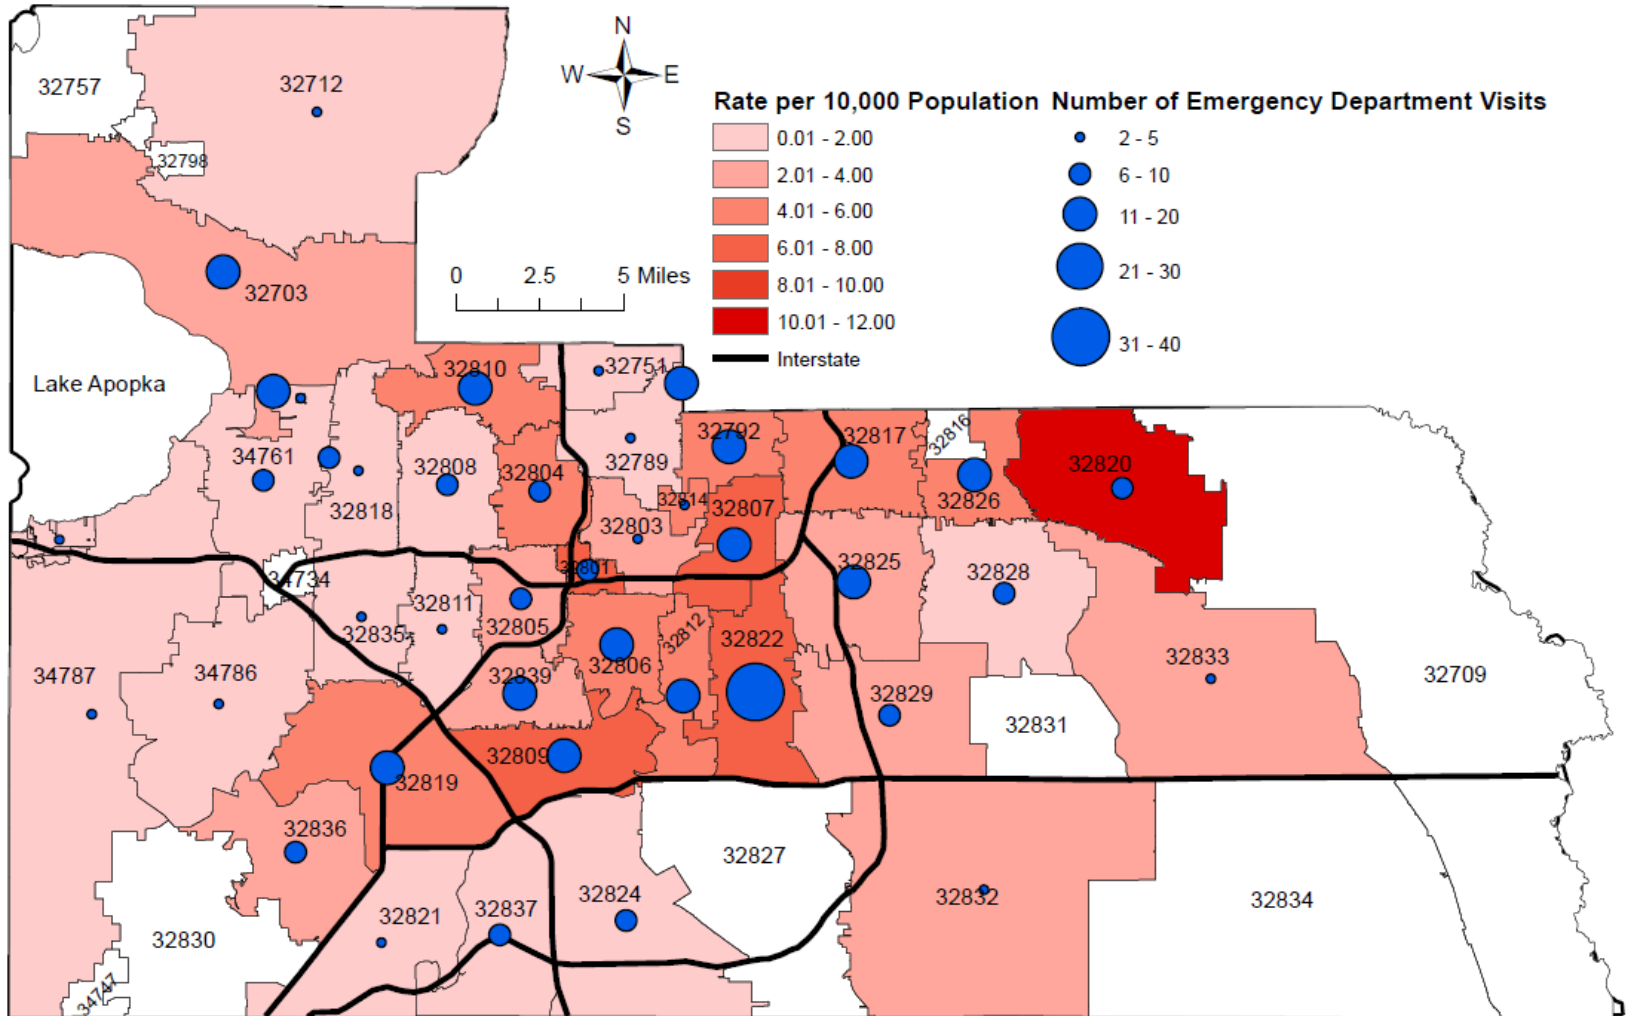 N
W E
S
Rate per 10,000 Population
0.01 - 2.00
2.01 - 4.00
4.01 - 6.00
6.01 - 8.00
8.01 - 10.00
10.01 - 12.00
Interstate
Number of Emergency Department Visits
2 - 5
6 - 10
11 - 20
21 - 30
31 - 40
0 2.5 5 Miles
32757
32712
32798
32703
Lake Apopka
32810
32751
34761
32818
32808
32804
32789
32792
32817
32816
32820
32814
32807
32826
32803
32801
34734
32825
32828
32811
32835
32805
32812
32822
32806
32833
34787
34786
32839
32829
32709
32831
32809
32819
32836
32827
32824
32832
32834
32821
32837
32830
34747